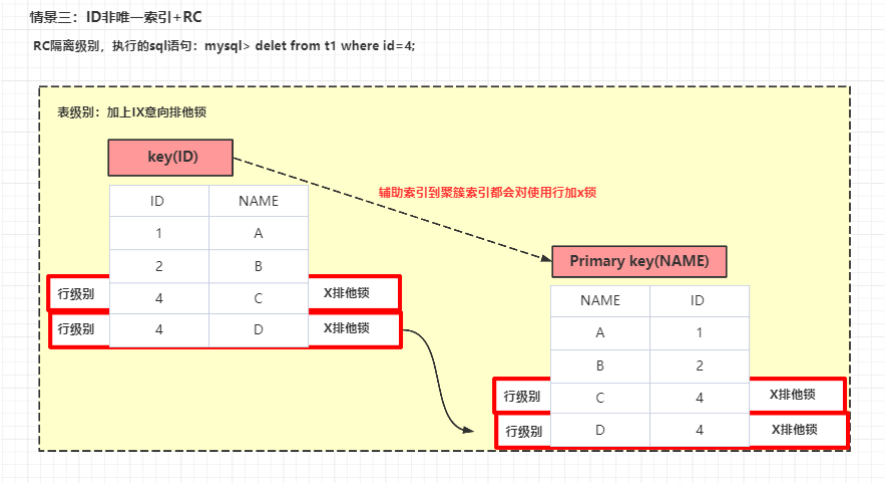 情景三：ID非唯一索引+RC
RC隔离级别，执行的sql语句：mysql> delet from t1 where id=4;
表级别：加上IX意向排他锁
key(ID)
辅助索引到聚簇索引都会对使用行加x锁
ID NAME
1 A
2 B
行级别 4 C X排他锁
行级别 4 D X排他锁
Primary key(NAME)
NAME ID
A 1
B 2
行级别 C 4 X排他锁
行级别 D 4 X排他锁